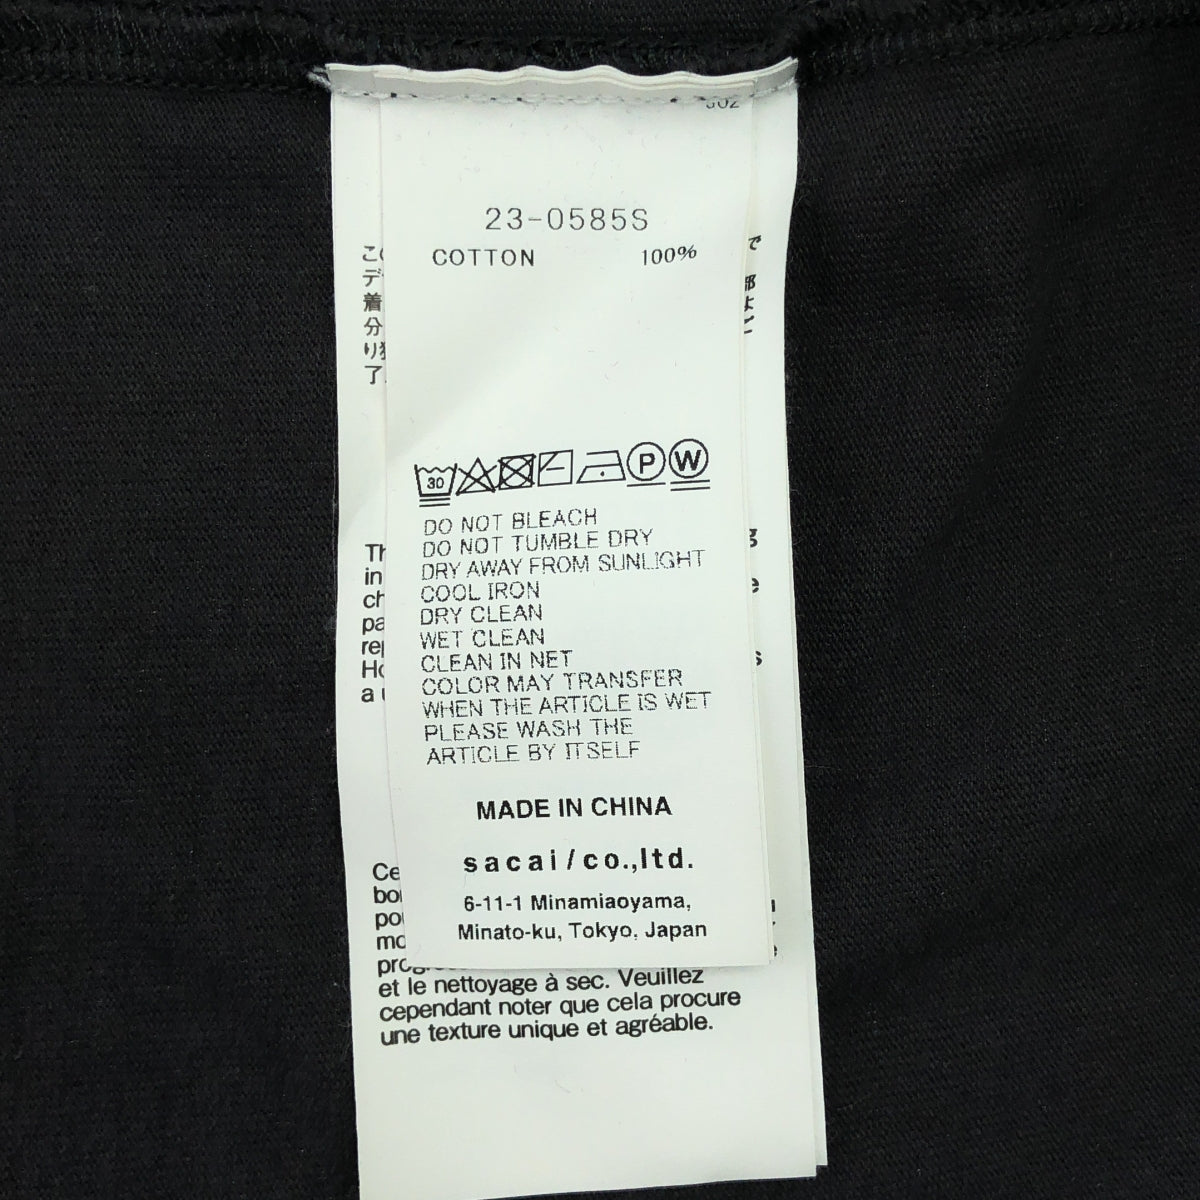 23-0585S
COTTON 100%
30
P W
DO NOT BLEACH
DO NOT TUMBLE DRY
DRY AWAY FROM SUNLIGHT
COOL IRON
DRY CLEAN
WET CLEAN
CLEAN IN NET
COLOR MAY TRANSFER
WHEN THE ARTICLE IS WET
PLEASE WASH THE
ARTICLE BY ITSELF
MADE IN CHINA
sacai/co.,ltd.
6-11-1 Minamiaoyama,
Minato-ku, Tokyo, Japan
et le nettoyage à sec. Veuillez
cependant noter que cela procure
une texture unique et agréable.